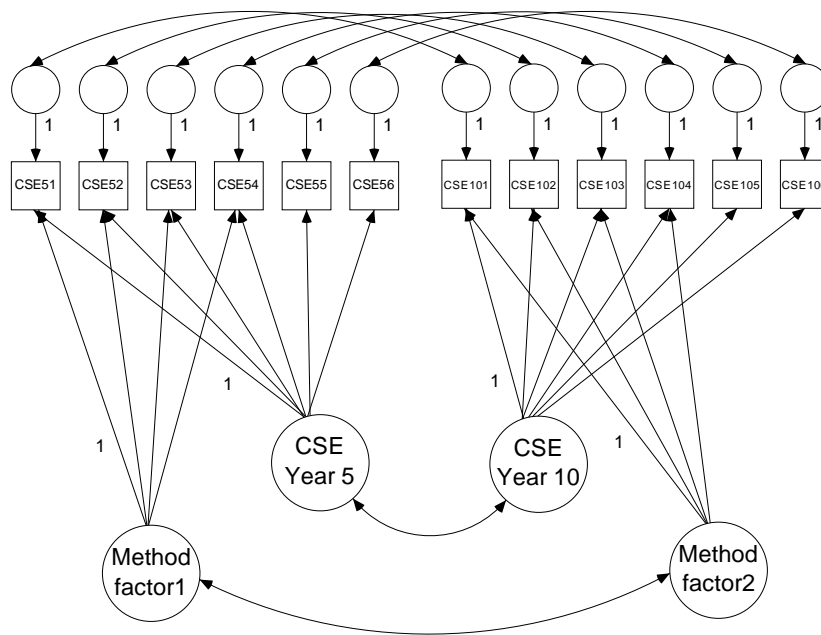 1 1 1 1 1 1 1 1 1 1 1 1
CSE51 CSE52 CSE53 CSE54 CSE55 CSE56 CSE101 CSE102 CSE103 CSE104 CSE105
1 1
1 1
CSE
Year 5
CSE
Year 10
Method
factor1
Method
factor2